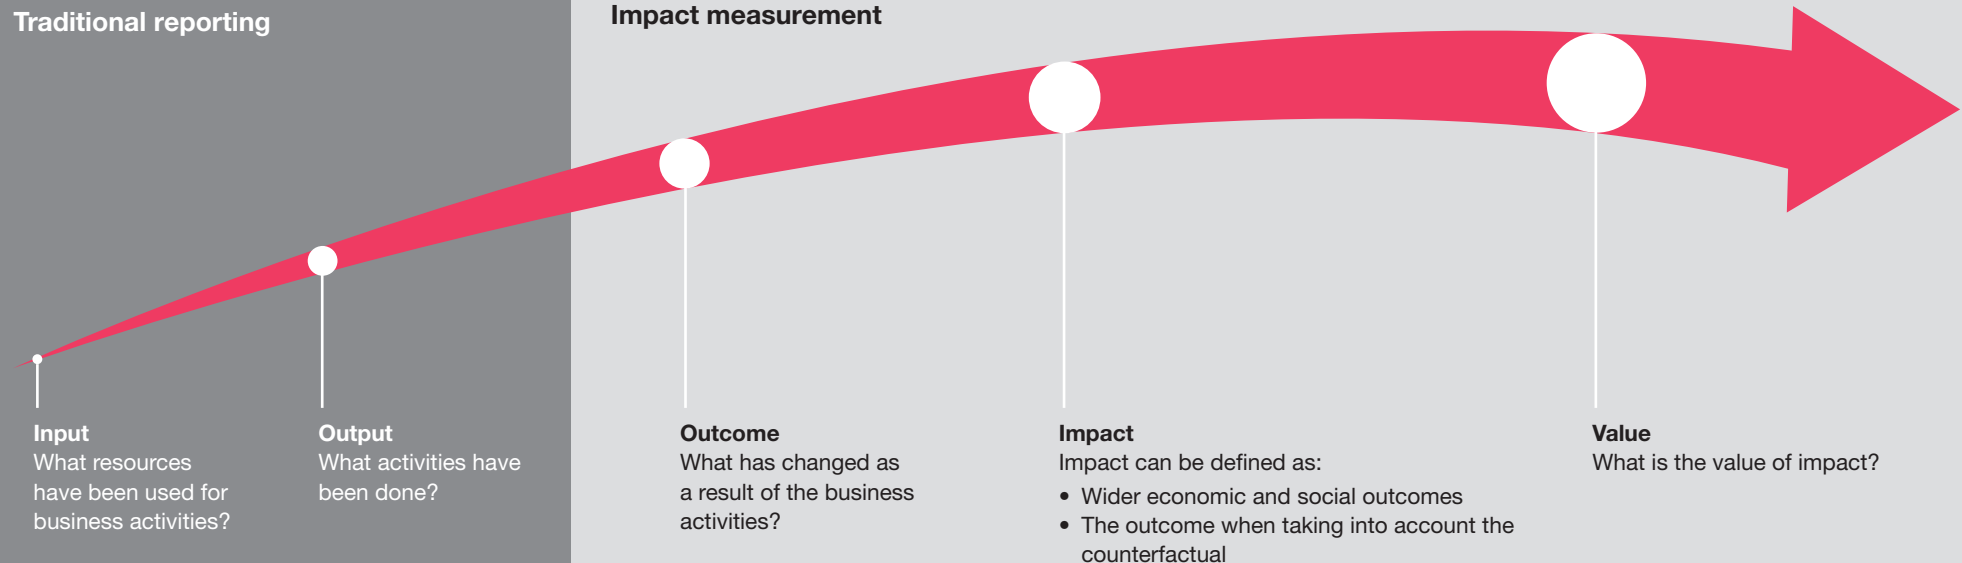 Traditional reporting
Impact measurement
Input
What resources
have been used for
business activities?
Output
What activities have
been done?
Outcome
What has changed as
a result of the business
activities?
Impact
Impact can be defined as:
• Wider economic and social outcomes
• The outcome when taking into account the
counterfactual
Value
What is the value of impact?